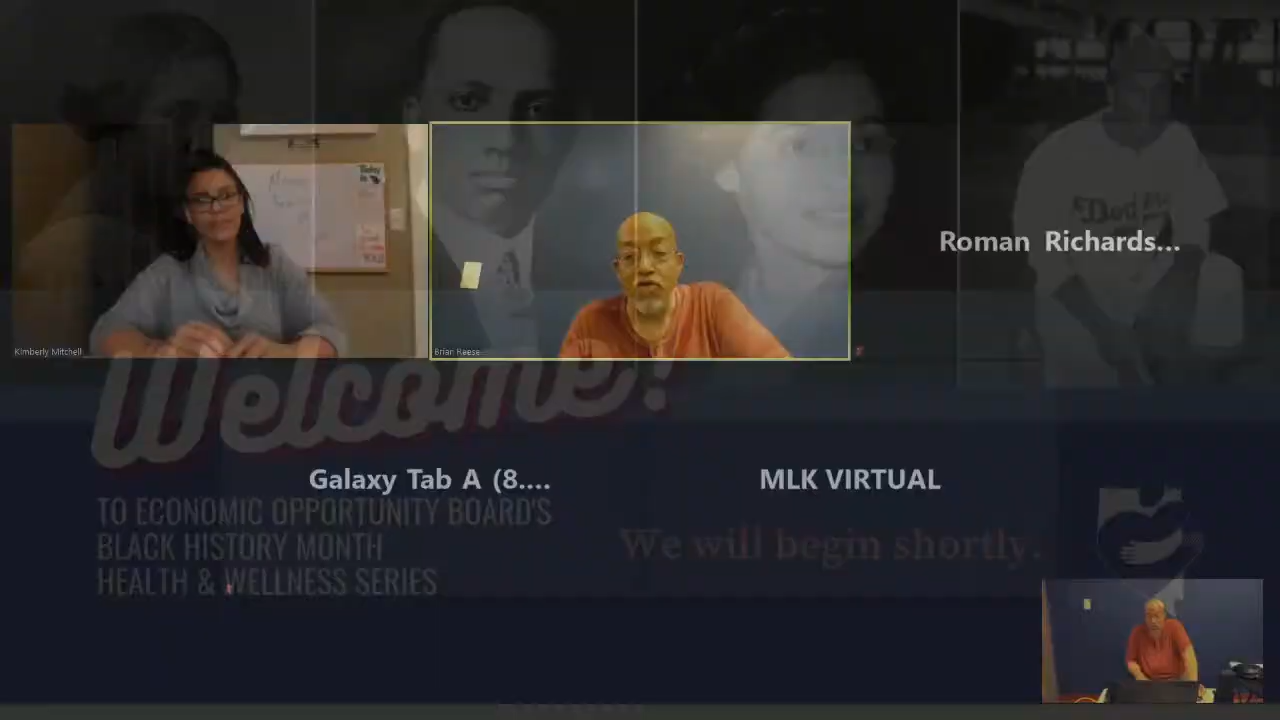 Today
Roman Richards...
Kimberly Mitchell
Brian Reese
Welcome!
Galaxy Tab A (8....
MLK VIRTUAL
TO ECONOMIC OPPORTUNITY BOARD'S
BLACK HISTORY MONTH
HEALTH & WELLNESS SERIES
We will begin shortly.